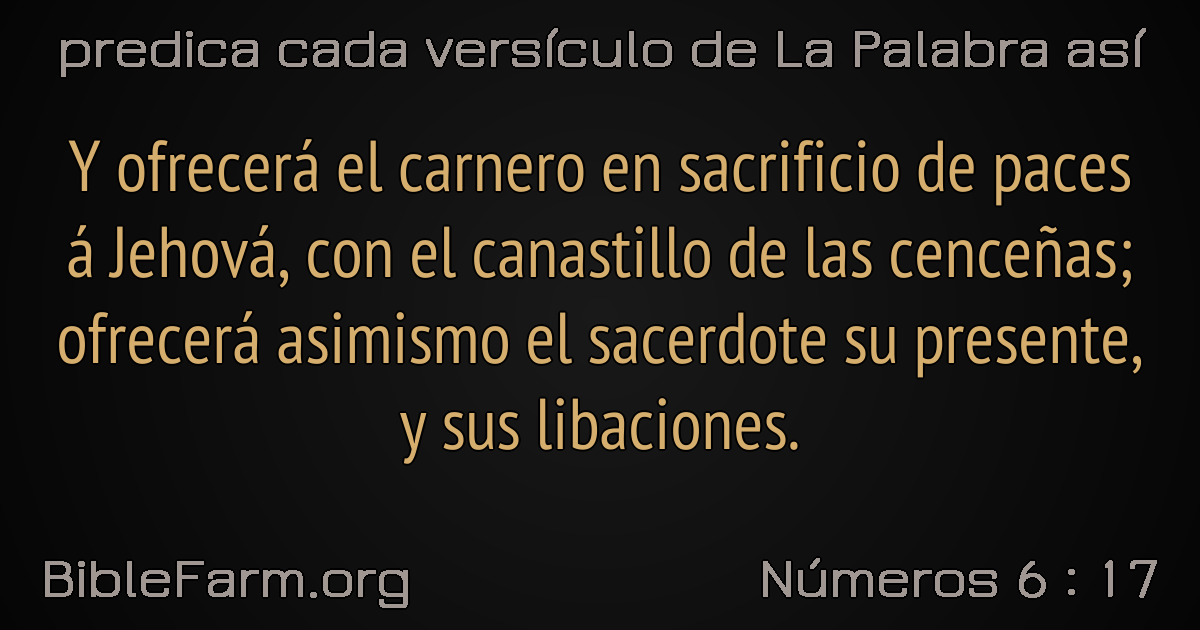 predica cada versículo de La Palabra así
Y ofrecerá el carnero en sacrificio de paces
á Jehová, con el canastillo de las cenceñas;
ofrecerá asimismo el sacerdote su presente,
y sus libaciones.
BibleFarm.org
Números 6 : 17